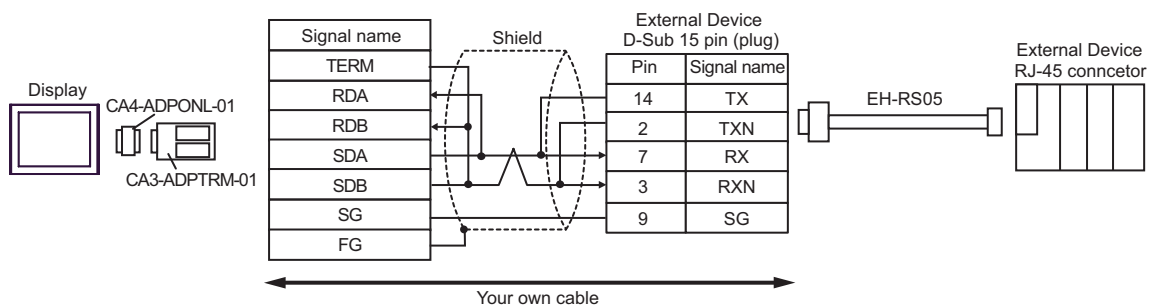 Display
CA4-ADPONL-01
CA3-ADPTRM-01
Signal name
TERM
RDA
RDB
SDA
SDB
SG
FG
Shield
External Device
D-Sub 15 pin (plug)
Pin Signal name
14 TX
2 TXN
7 RX
3 RXN
9 SG
EH-RS05
External Device
RJ-45 conncetor
Your own cable